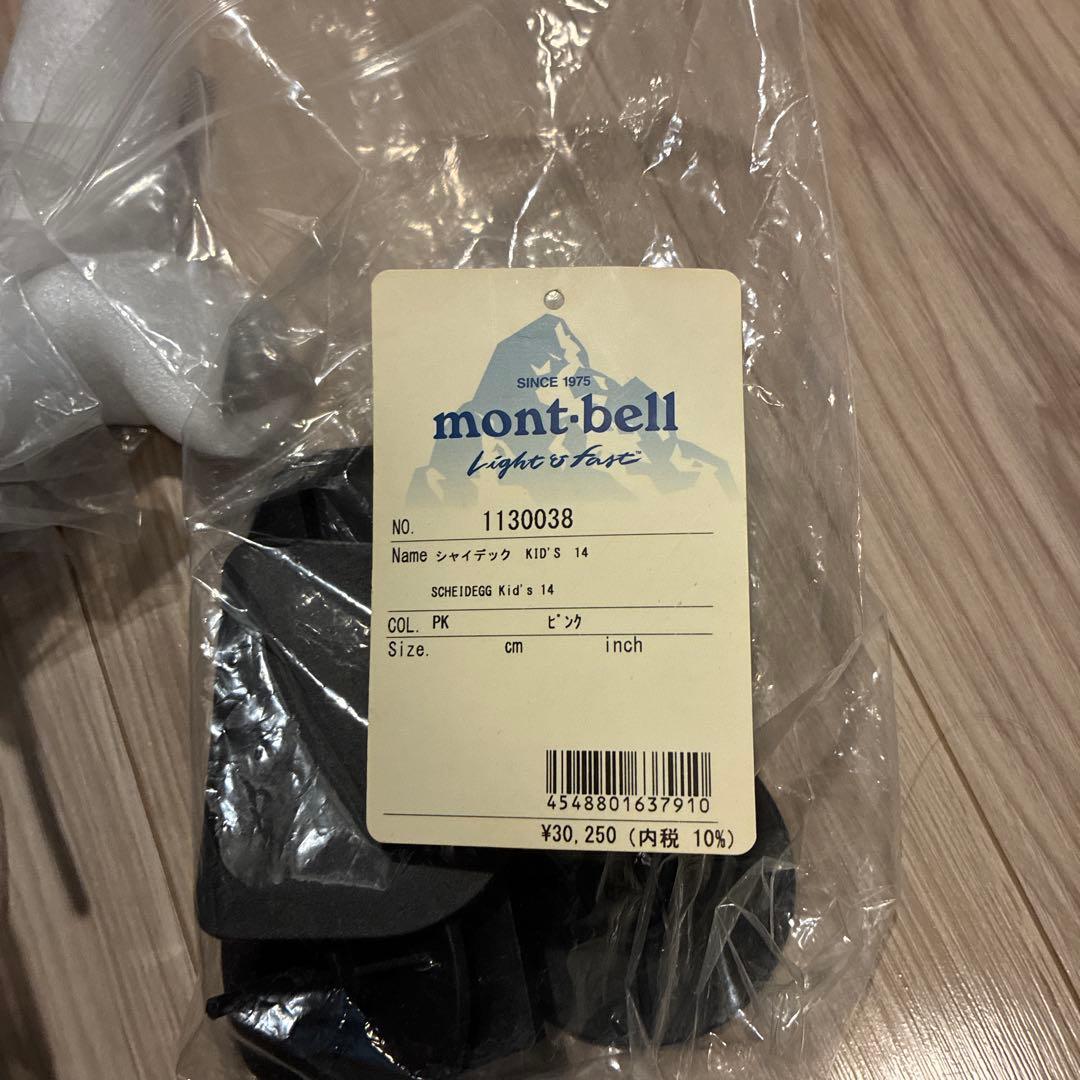 SINCE 1975
mont·bell
Light & Fast™
NO. 1130038
Name シャイデック KID'S 14
SCHEIDEGG Kid's 14
COL. PK ピンク
Size. cm inch
4548801637910
¥30,250 (内税 10%)